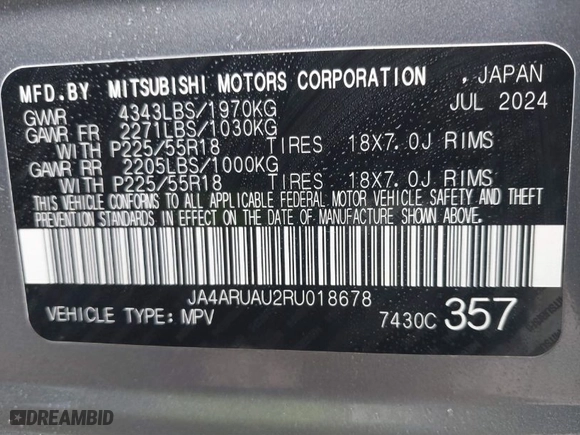 MFD.BY MITSUBISHI MOTORS CORPORATION , JAPAN
GVWR 4343LBS/1970KG JUL 2024
GAWR FR 2271LBS/1030KG
WITH P225/55R18 TIRES 18X7.0J RIMS
GAWR RR 2205LBS/1000KG
WITH P225/55R18 TIRES 18X7.0J RIMS
THIS VEHICLE CONFORMS TO ALL APPLICABLE FEDERAL MOTOR VEHICLE SAFETY AND THEFT
PREVENTION STANDARDS IN EFFECT ON THE DATE OF MANUFACTURE SHOWN ABOVE.
JA4ARUAU2RU018678
VEHICLE TYPE: MPV 7430C 357
DREAMBID